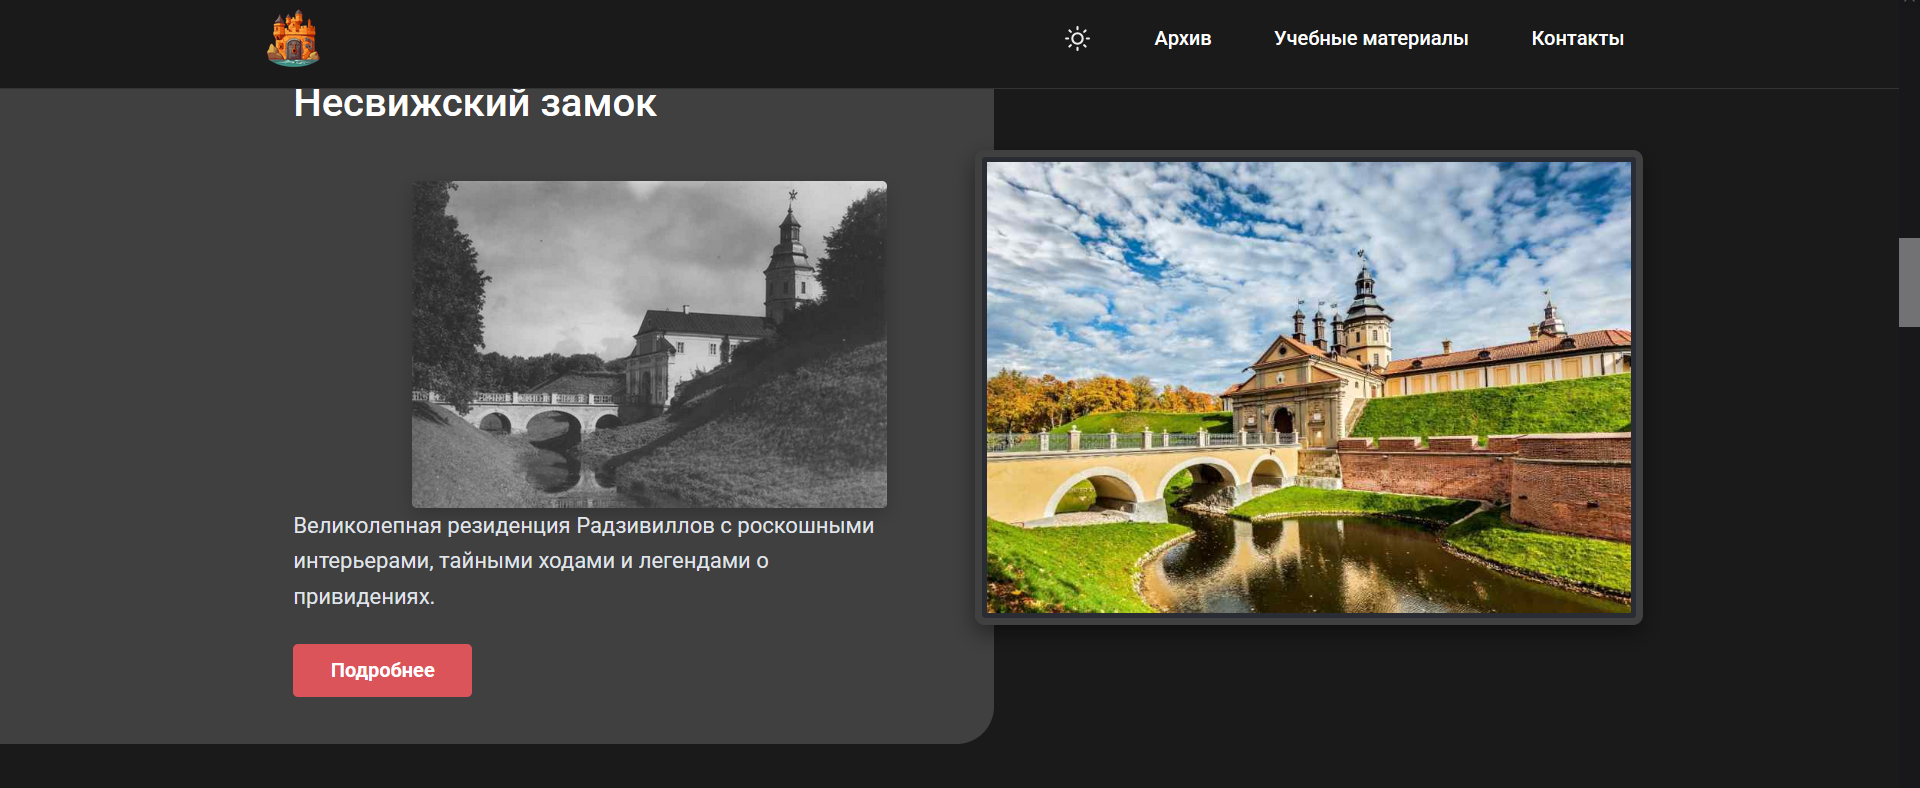 Архив
Учебные материалы
Контакты
Несвижский замок
Великолепная резиденция Радзивиллов с роскошными
интерьерами, тайными ходами и легендами о
привидениях.
Подробнее